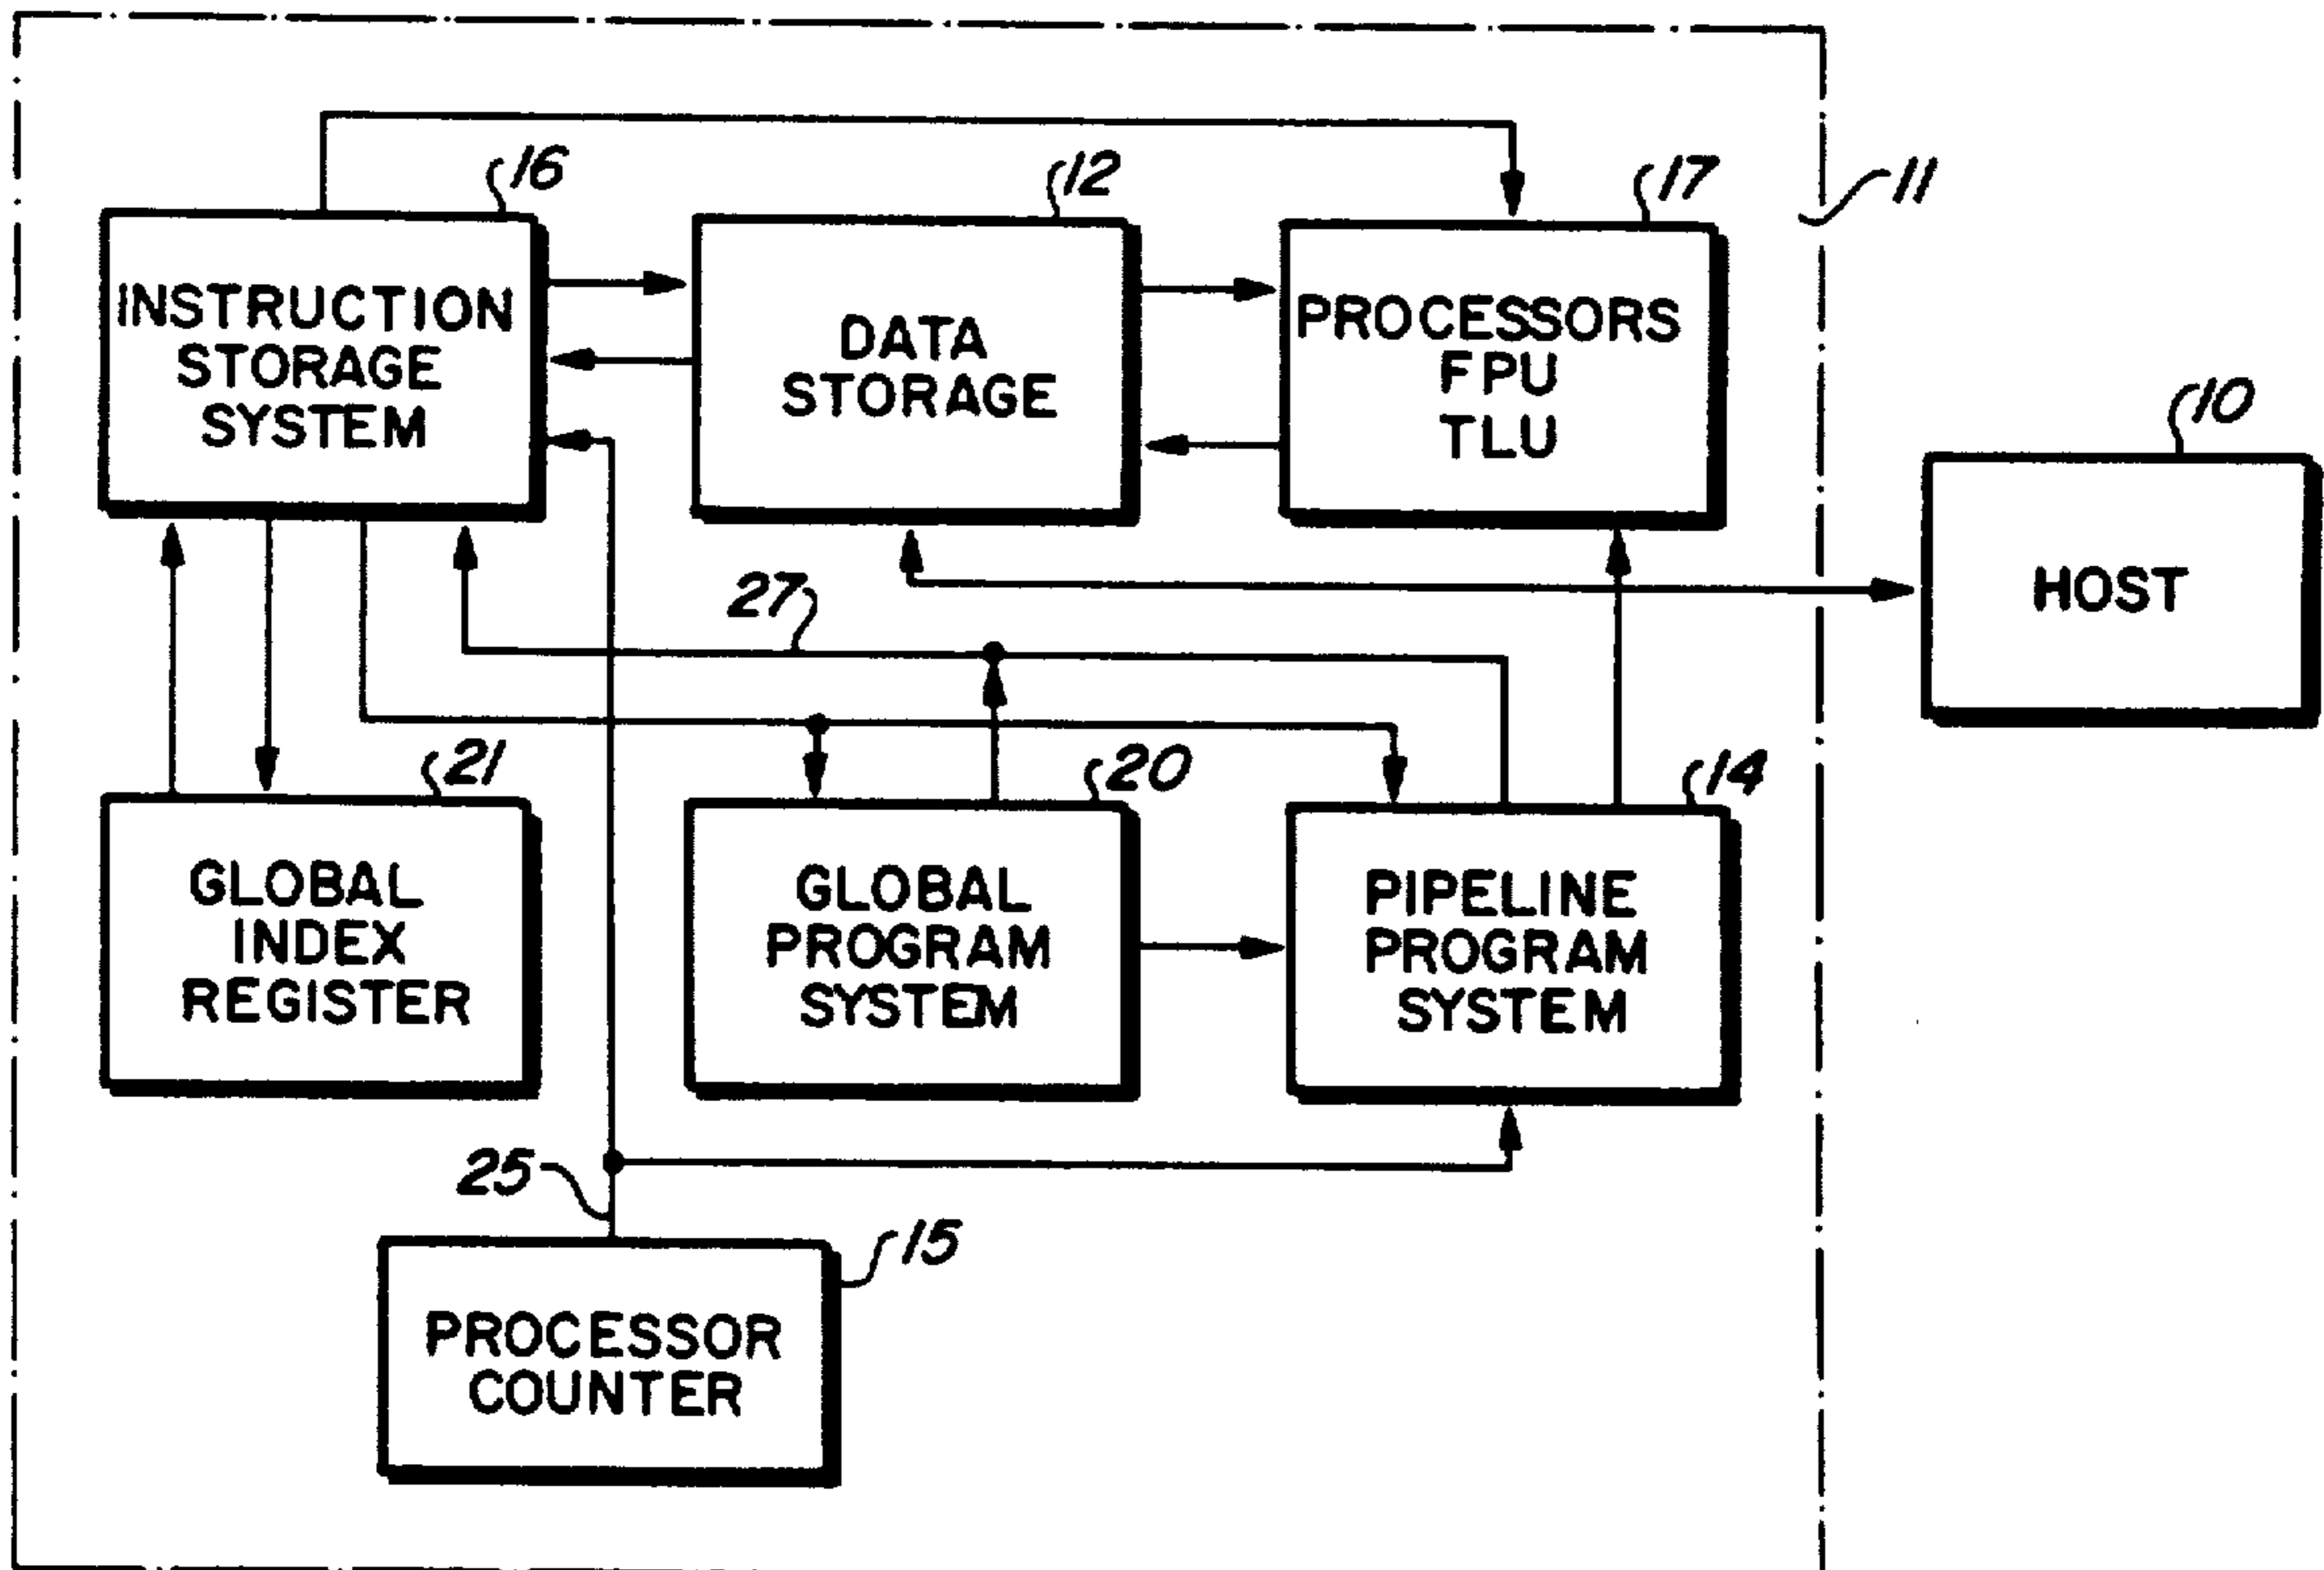 16
12
17
11
INSTRUCTION
STORAGE
SYSTEM
DATA
STORAGE
PROCESSORS
FPU
TLU
10
HOST
27
21
20
14
GLOBAL
INDEX
REGISTER
GLOBAL
PROGRAM
SYSTEM
PIPELINE
PROGRAM
SYSTEM
25
15
PROCESSOR
COUNTER